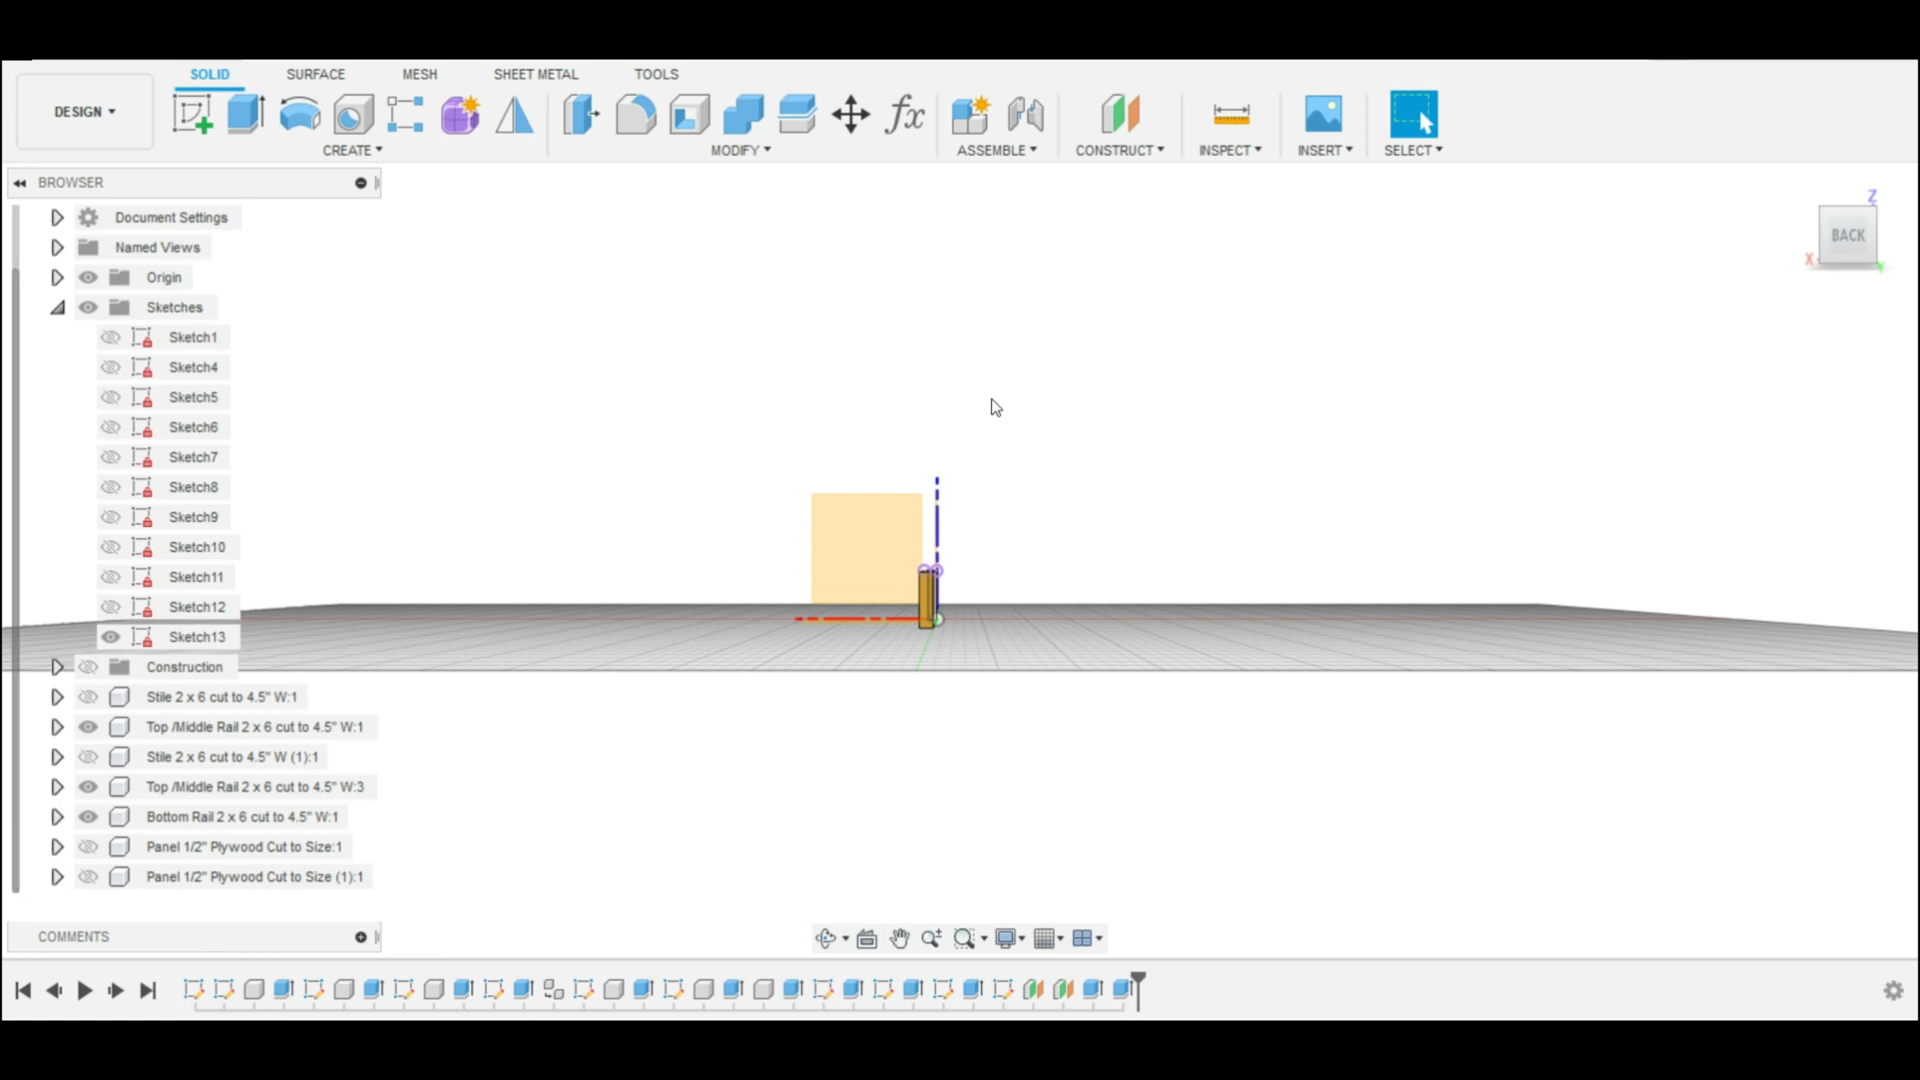 SOLID SURFACE MESH SHEET METAL TOOLS
DESIGN
fx
CREATE MODIFY ASSEMBLE CONSTRUCT INSPECT INSERT SELECT
BROWSER
Document Settings
Named Views
Origin
Sketches
Sketch1
Sketch4
Sketch5
Sketch6
Sketch7
Sketch8
Sketch9
Sketch10
Sketch11
Sketch12
Sketch13
Construction
Stile 2 x 6 cut to 4.5" W:1
Top /Middle Rail 2 x 6 cut to 4.5" W:1
Stile 2 x 6 cut to 4.5" W (1):1
Top /Middle Rail 2 x 6 cut to 4.5" W:3
Bottom Rail 2 x 6 cut to 4.5" W:1
Panel 1/2" Plywood Cut to Size:1
Panel 1/2" Plywood Cut to Size (1):1
Z
BACK
X
COMMENTS